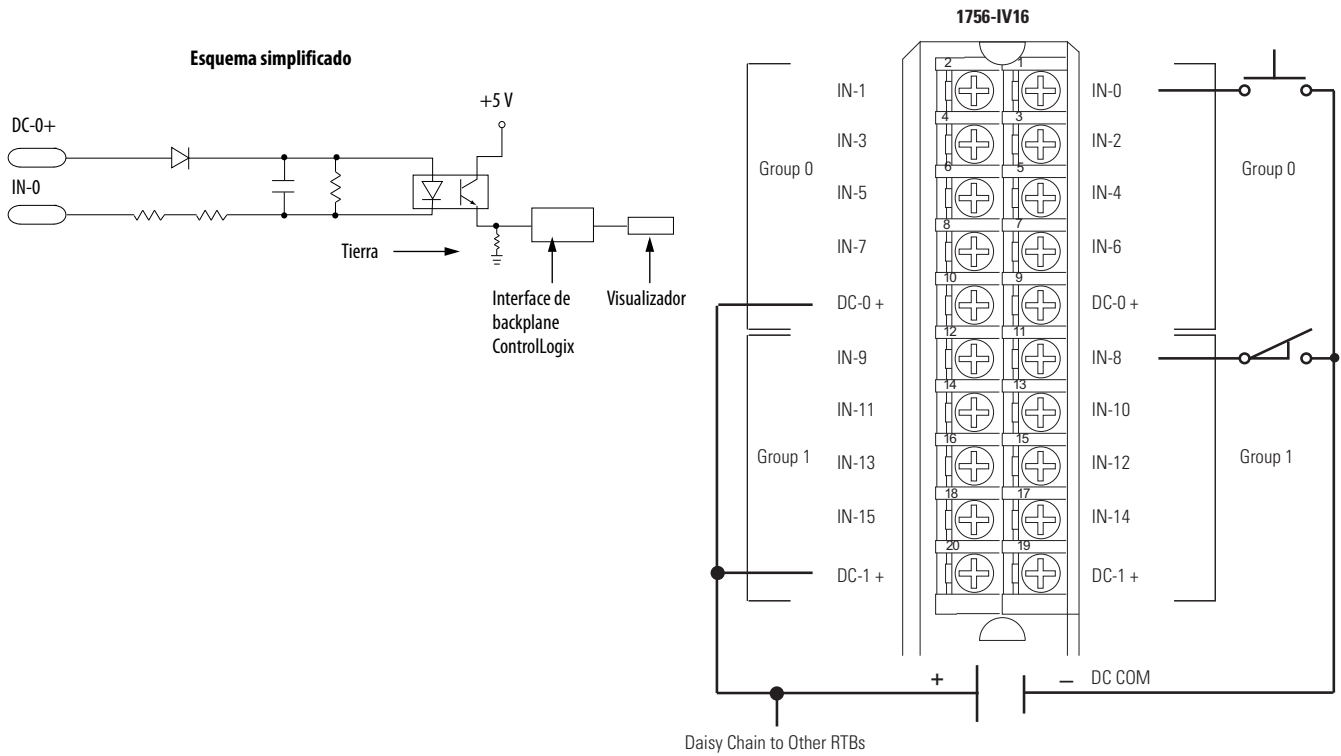 1756-IV16
Esquema simplificado
+5 V
DC-0+
IN-0
Tierra
Interface de
backplane
ControlLogix
Visualizador
2 1
IN-1 IN-0
4 3
IN-3 IN-2
Group 0 Group 0
6 5
IN-5 IN-4
8 7
IN-7 IN-6
10 9
DC-0 + DC-0 +
12 11
IN-9 IN-8
14 13
IN-11 IN-10
16 15
Group 1 IN-13 IN-12 Group 1
18 17
IN-15 IN-14
20 19
DC-1 + DC-1 +
+ – DC COM
Daisy Chain to Other RTBs